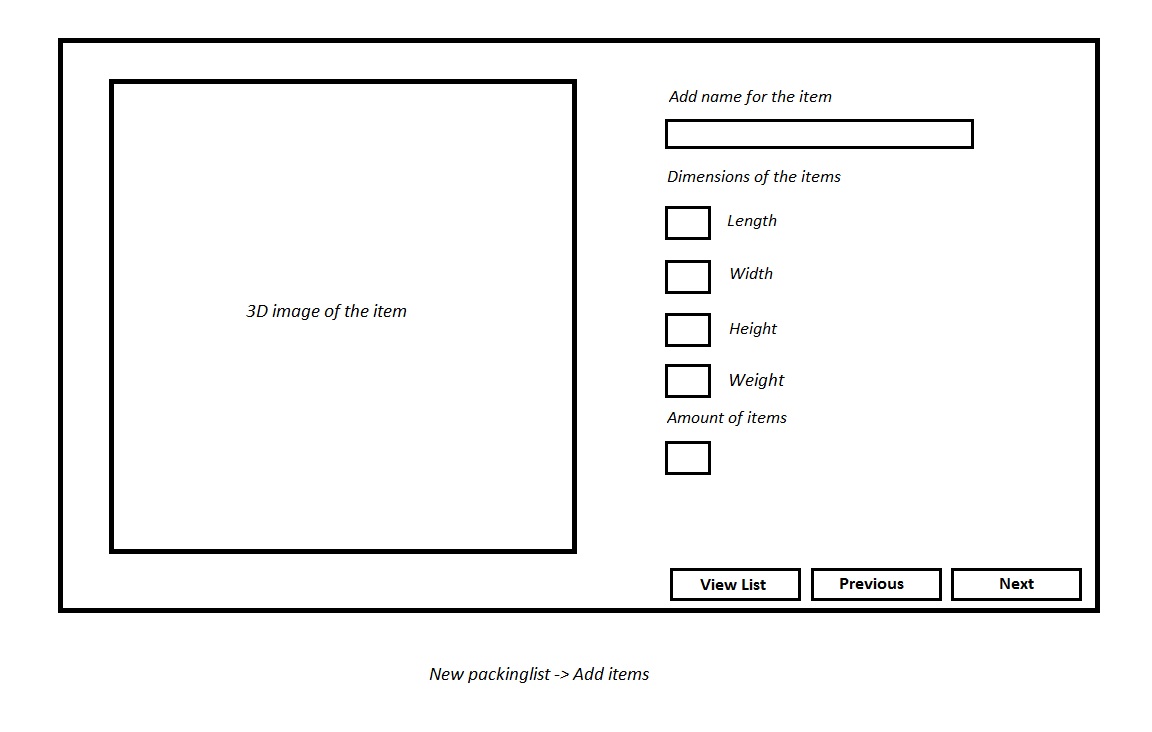 Add name for the item
Dimensions of the items
Length
Width
3D image of the item
Height
Weight
Amount of items
View List
Previous
Next
New packinglist -> Add items